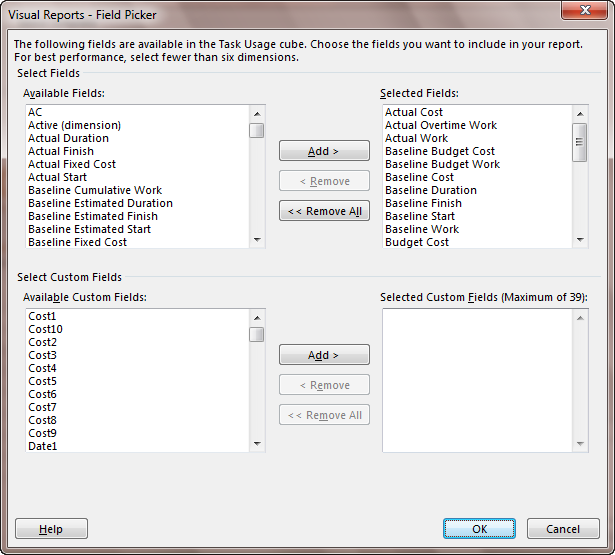 Visual Reports - Field Picker
The following fields are available in the Task Usage cube. Choose the fields you want to include in your report.
For best performance, select fewer than six dimensions.
Select Fields
Available Fields:
AC
Active (dimension)
Actual Duration
Actual Finish
Actual Fixed Cost
Actual Start
Baseline Cumulative Work
Baseline Estimated Duration
Baseline Estimated Finish
Baseline Estimated Start
Baseline Fixed Cost
Add >
< Remove
<< Remove All
Selected Fields:
Actual Cost
Actual Overtime Work
Actual Work
Baseline Budget Cost
Baseline Budget Work
Baseline Cost
Baseline Duration
Baseline Finish
Baseline Start
Baseline Work
Budget Cost
Select Custom Fields
Available Custom Fields:
Cost1
Cost10
Cost2
Cost3
Cost4
Cost5
Cost6
Cost7
Cost8
Cost9
Date1
Add >
< Remove
<< Remove All
Selected Custom Fields (Maximum of 39):
Help
OK
Cancel